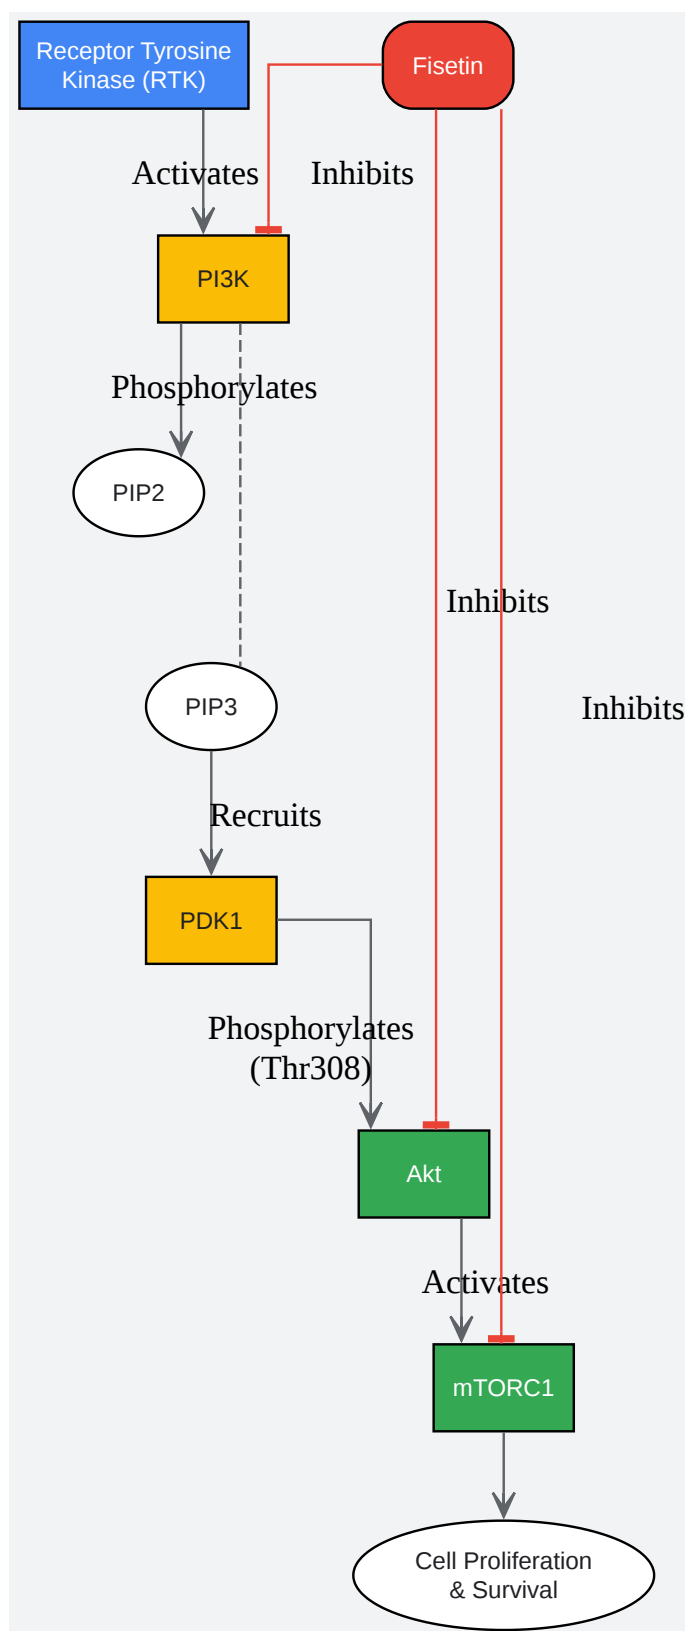 Receptor Tyrosine
Kinase (RTK)
Fisetin
Activates
Inhibits
PI3K
Phosphorylates
PIP2
Inhibits
PIP3
Inhibits
Recruits
PDK1
Phosphorylates
(Thr308)
Akt
Activates
mTORC1
Cell Proliferation
& Survival